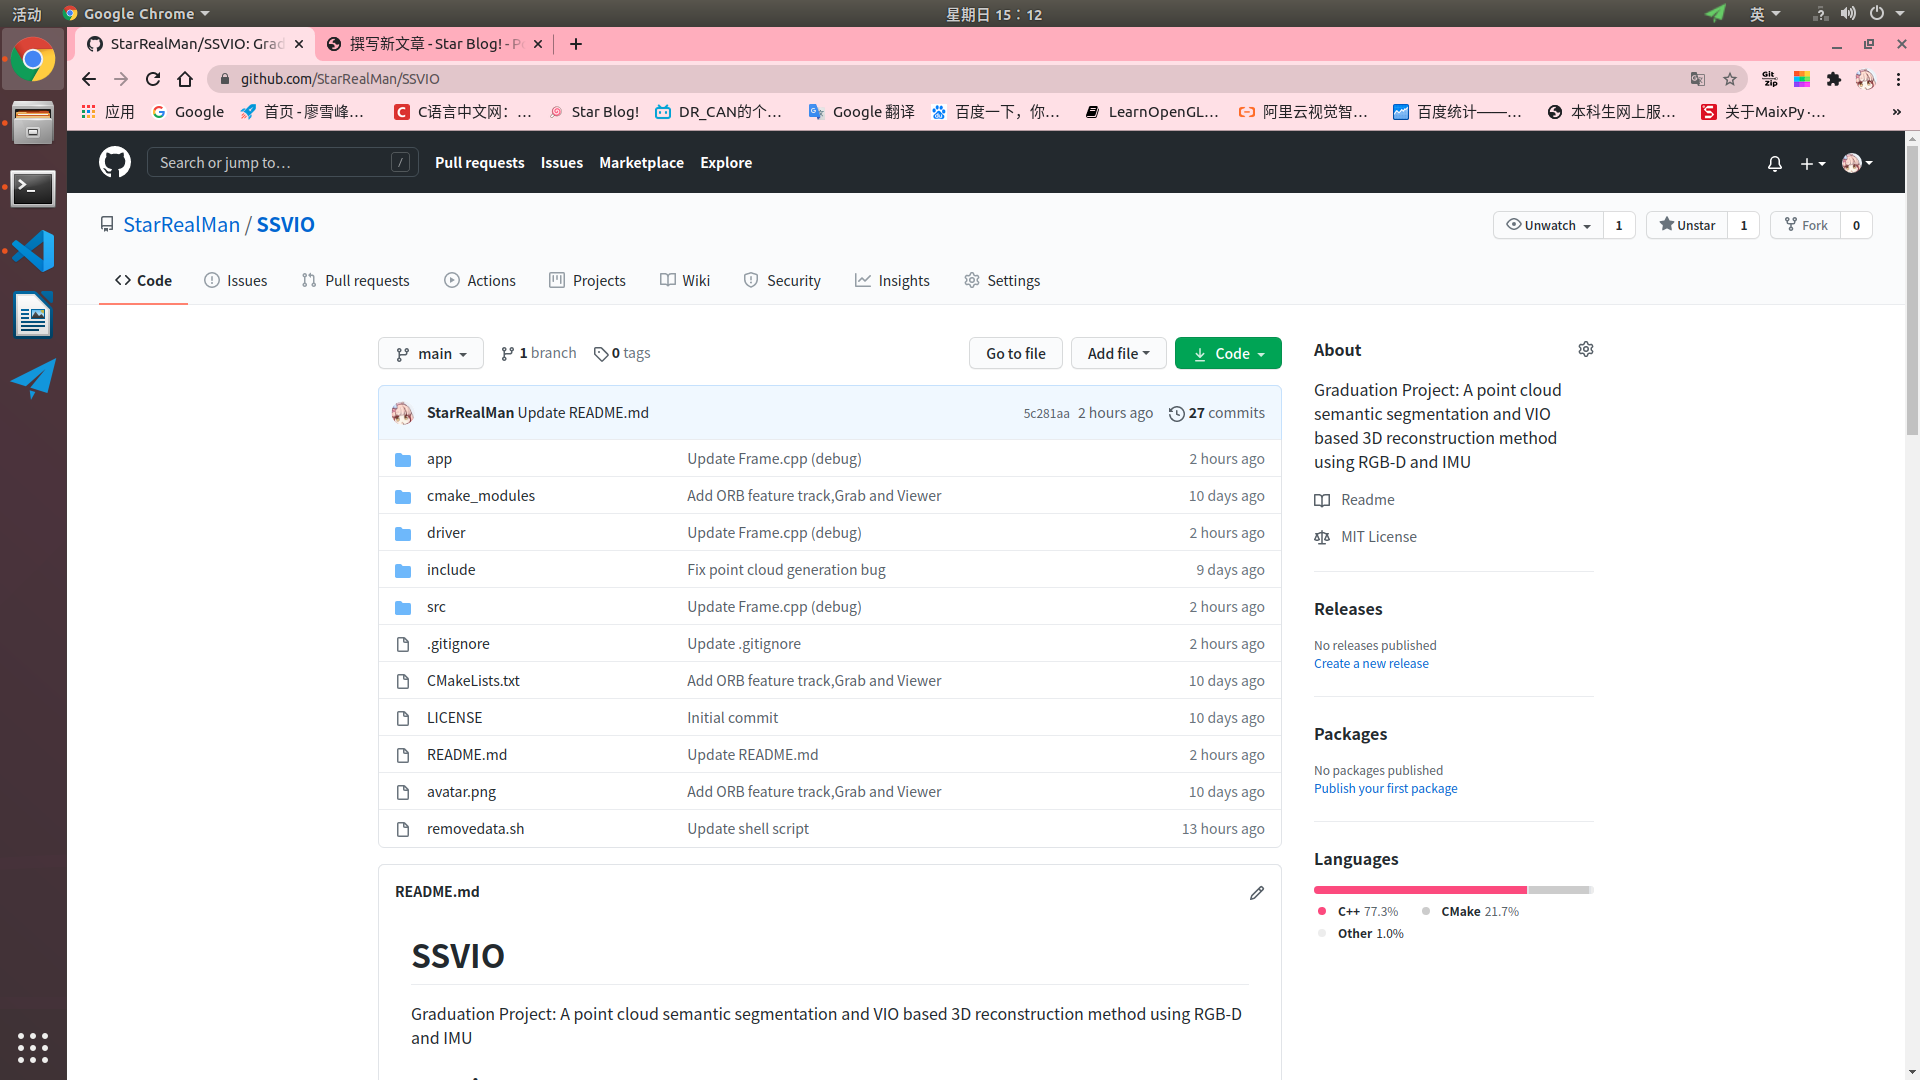 活动 Google Chrome 星期日 15：12 英
StarRealMan/SSVIO: Grad 撰写新文章 - Star Blog! - P
github.com/StarRealMan/SSVIO
应用 Google 首页 - 廖雪峰… C语言中文网：… Star Blog! DR_CAN的个… Google 翻译 百度一下，你… LearnOpenGL… 阿里云视觉智… 百度统计——… 本科生网上服… 关于MaixPy ·… »
Search or jump to… / Pull requests Issues Marketplace Explore
StarRealMan / SSVIO Unwatch 1 Unstar 1 Fork 0
Code Issues Pull requests Actions Projects Wiki Security Insights Settings
main 1 branch 0 tags Go to file Add file Code
StarRealMan Update README.md 5c281aa 2 hours ago 27 commits
app Update Frame.cpp (debug) 2 hours ago
cmake_modules Add ORB feature track,Grab and Viewer 10 days ago
driver Update Frame.cpp (debug) 2 hours ago
include Fix point cloud generation bug 9 days ago
src Update Frame.cpp (debug) 2 hours ago
.gitignore Update .gitignore 2 hours ago
CMakeLists.txt Add ORB feature track,Grab and Viewer 10 days ago
LICENSE Initial commit 10 days ago
README.md Update README.md 2 hours ago
avatar.png Add ORB feature track,Grab and Viewer 10 days ago
removedata.sh Update shell script 13 hours ago
README.md
SSVIO
Graduation Project: A point cloud semantic segmentation and VIO based 3D reconstruction method using RGB-D
and IMU
About
Graduation Project: A point cloud
semantic segmentation and VIO
based 3D reconstruction method
using RGB-D and IMU
Readme
MIT License
Releases
No releases published
Create a new release
Packages
No packages published
Publish your first package
Languages
C++ 77.3% CMake 21.7%
Other 1.0%